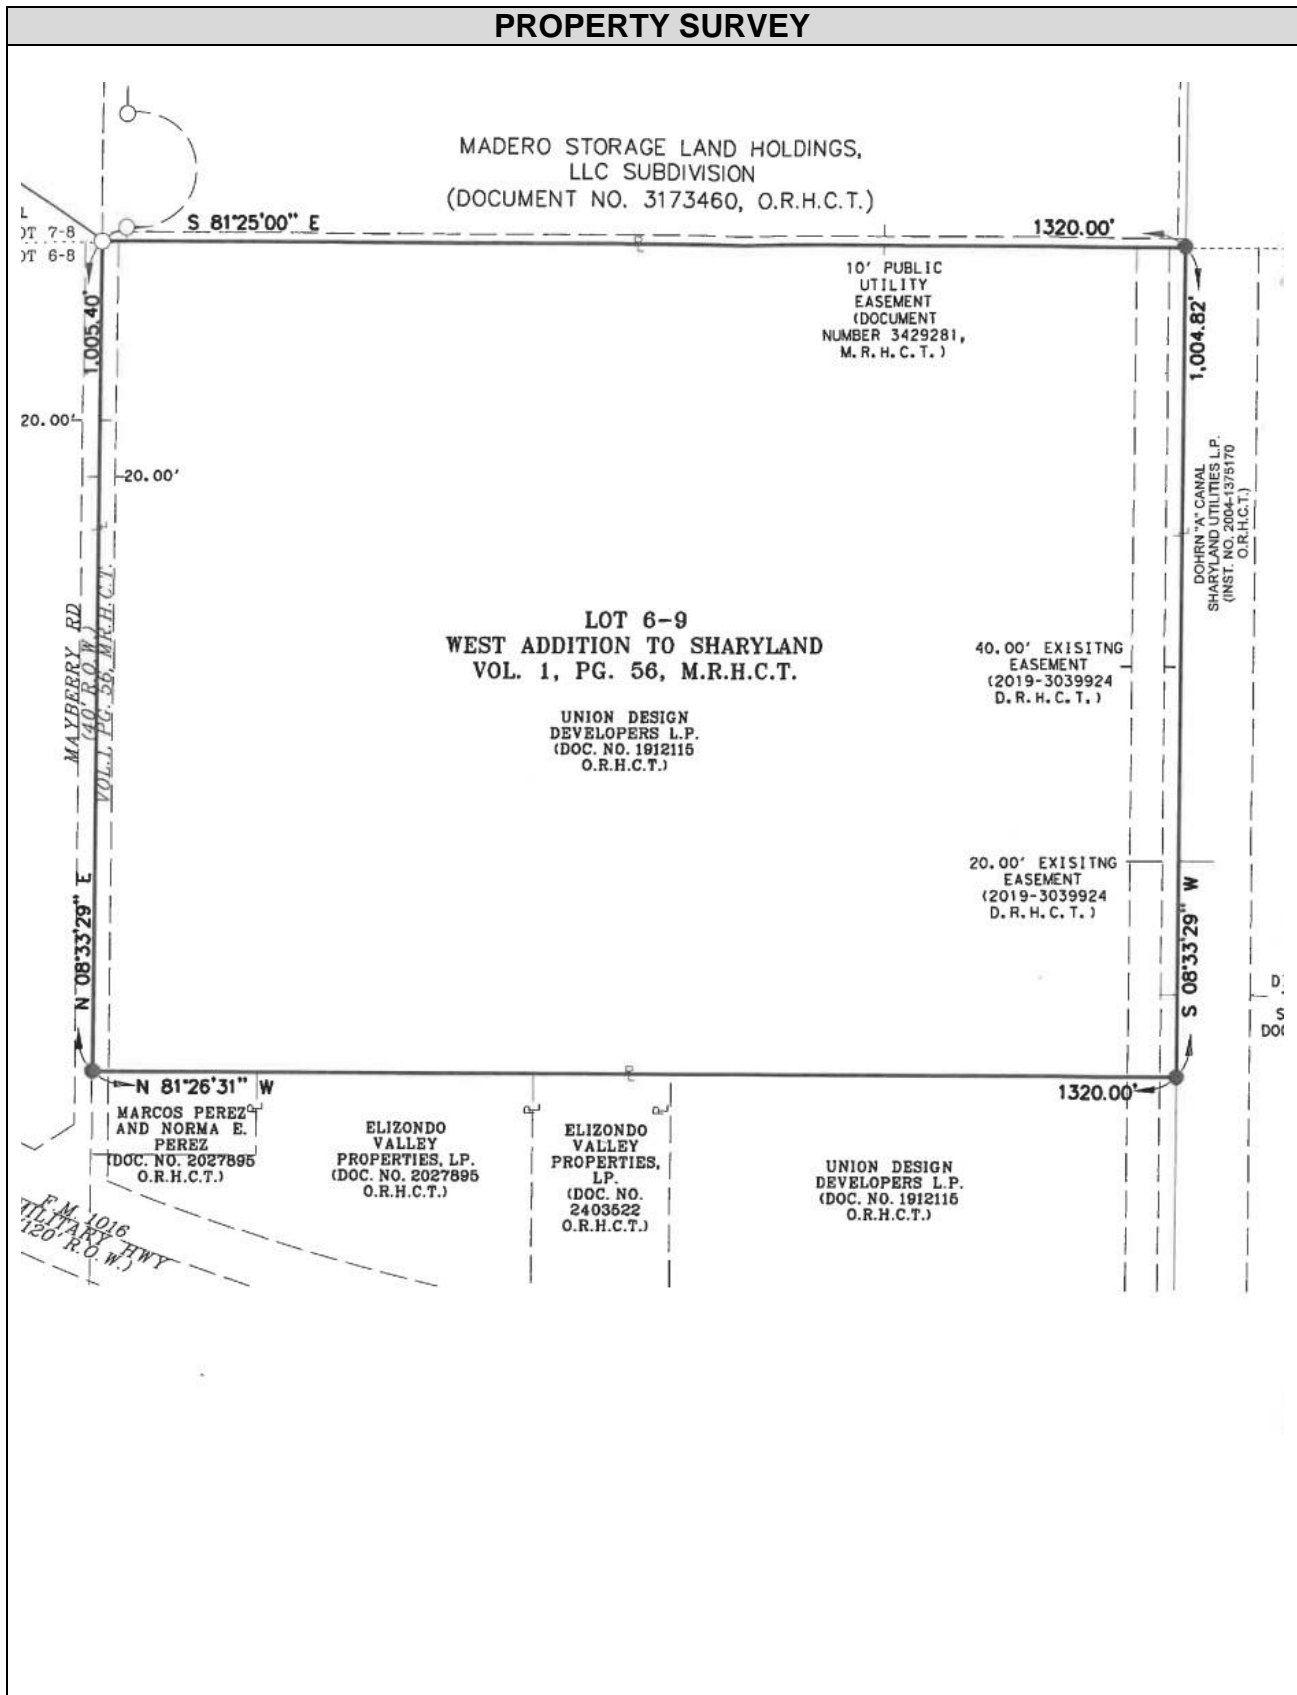 PROPERTY SURVEY
MADERO STORAGE LAND HOLDINGS,
LLC SUBDIVISION
(DOCUMENT NO. 3173460, O.R.H.C.T.)
OT 7-8
OT 6-8
S 81°25'00" E
1320.00'
10' PUBLIC
UTILITY
EASEMENT
(DOCUMENT
NUMBER 3429281,
M.R.H.C.T.)
1,005.40'
1,004.82'
20.00'
20.00'
DOHRN "A" CANAL
SHARYLAND UTILITIES L.P.
(INST. NO. 2004-1375170
O.R.H.C.T.)
MAYBERRY RD
(40' R.O.W.)
VOL.1 PG. 56, M.R.H.C.T.
LOT 6-9
WEST ADDITION TO SHARYLAND
VOL. 1, PG. 56, M.R.H.C.T.
UNION DESIGN
DEVELOPERS L.P.
(DOC. NO. 1912115
O.R.H.C.T.)
40.00' EXISITNG
EASEMENT
(2019-3039924
D.R.H.C.T.)
20.00' EXISITNG
EASEMENT
(2019-3039924
D.R.H.C.T.)
N 08°33'29" E
S 08°33'29" W
D
S
DOC
N 81°26'31" W
1320.00'
MARCOS PEREZ
AND NORMA E.
PEREZ
(DOC. NO. 2027895
O.R.H.C.T.)
ELIZONDO
VALLEY
PROPERTIES, LP.
(DOC. NO. 2027895
O.R.H.C.T.)
ELIZONDO
VALLEY
PROPERTIES,
LP.
(DOC. NO.
2403522
O.R.H.C.T.)
UNION DESIGN
DEVELOPERS L.P.
(DOC. NO. 1912115
O.R.H.C.T.)
F.M. 1016
MILITARY HWY
120' R.O.W.)